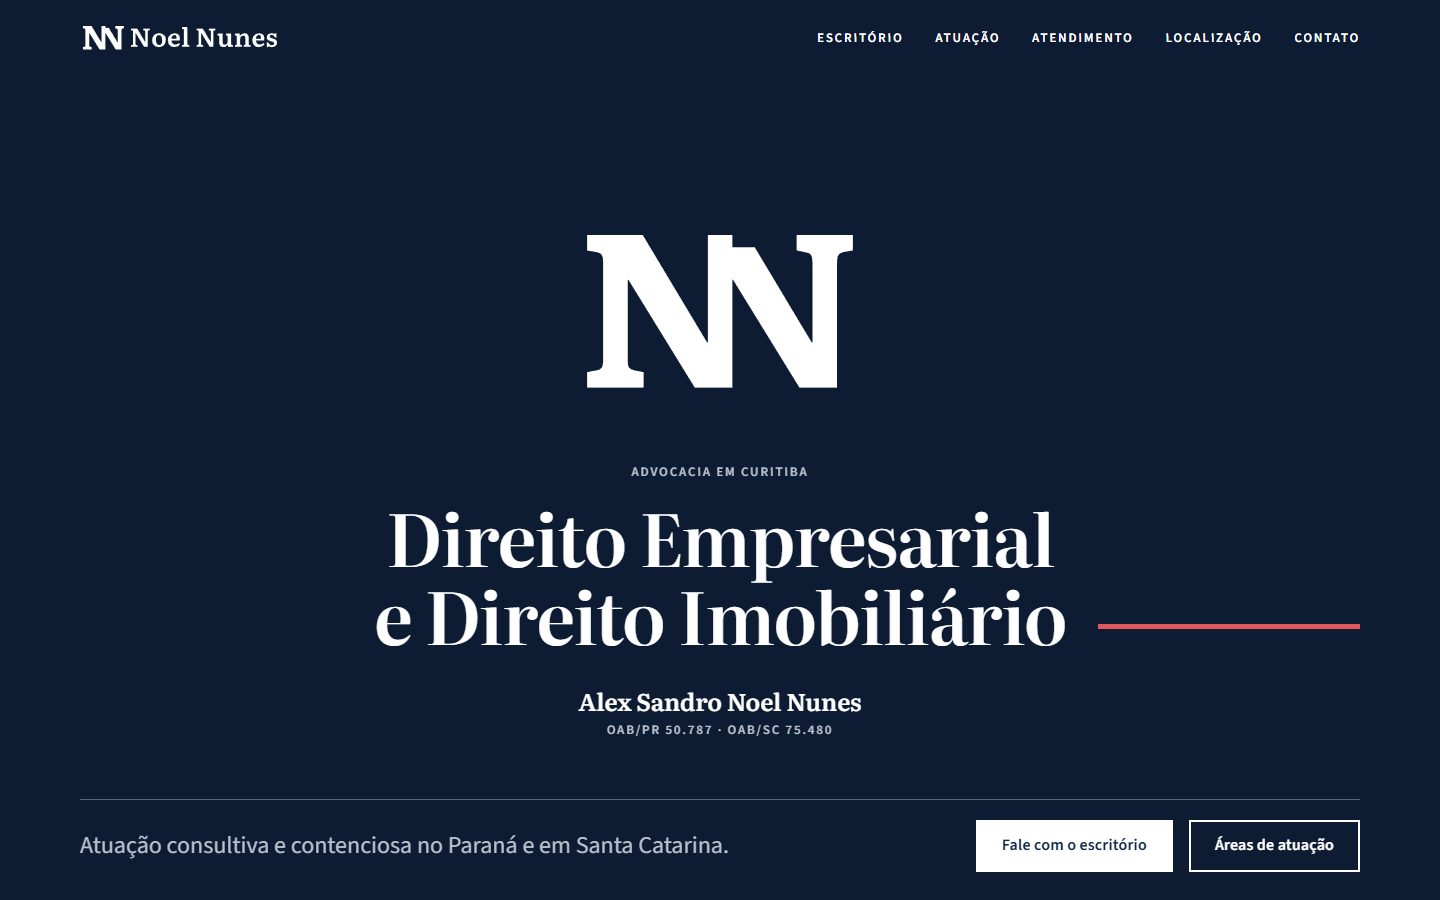 NN Noel Nunes
ESCRITÓRIO ATUAÇÃO ATENDIMENTO LOCALIZAÇÃO CONTATO
NN
ADVOCACIA EM CURITIBA
Direito Empresarial
e Direito Imobiliário
Alex Sandro Noel Nunes
OAB/PR 50.787 · OAB/SC 75.480
Atuação consultiva e contenciosa no Paraná e em Santa Catarina.
Fale com o escritório
Áreas de atuação